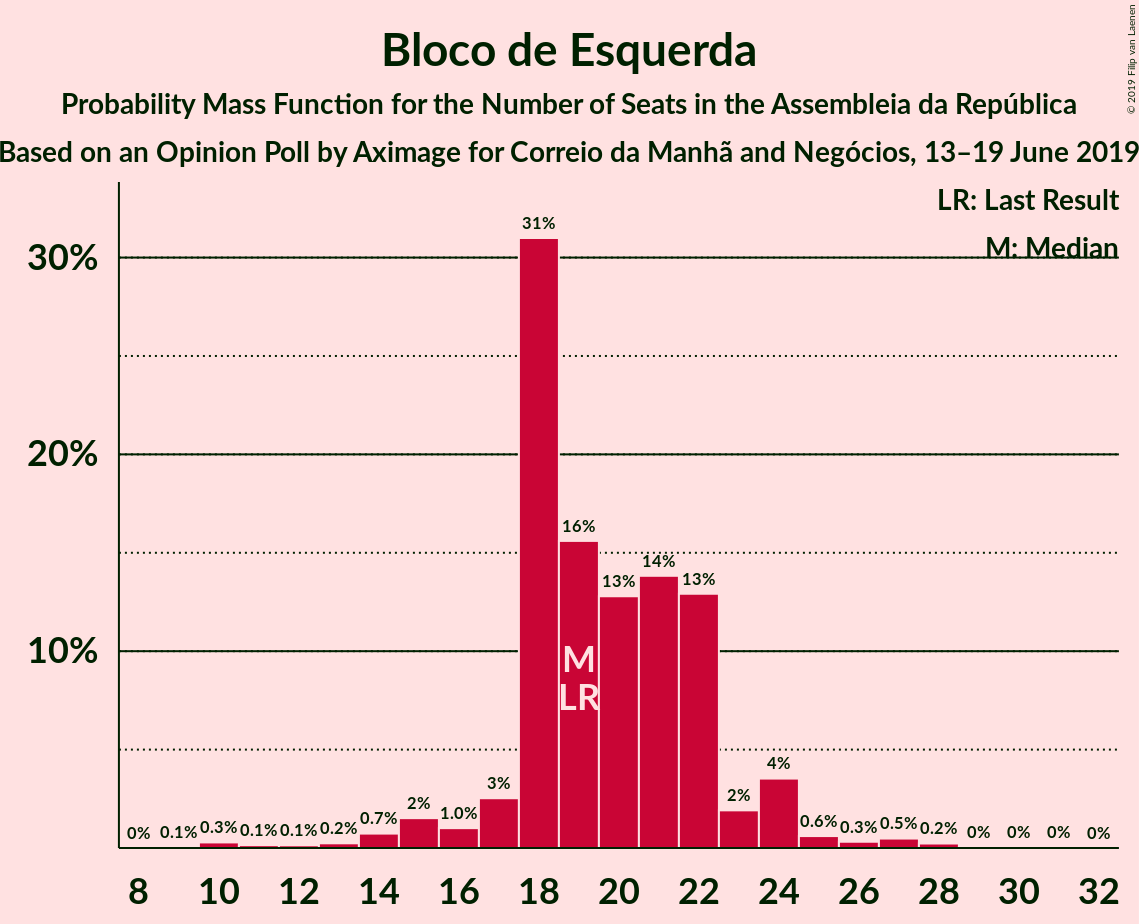 Bloco de Esquerda
Probability Mass Function for the Number of Seats in the Assembleia da República
Based on an Opinion Poll by Aximage for Correio da Manhã and Negócios, 13–19 June 2019
© 2019 Filip van Laenen
LR: Last Result
M: Median
30%
20%
10%
0% 0.1% 0.3% 0.1% 0.1% 0.2% 0.7% 2% 1.0% 3% 31% 16% 13% 14% 13% 2% 4% 0.6% 0.3% 0.5% 0.2% 0% 0% 0% 0%
M
LR
8 10 12 14 16 18 20 22 24 26 28 30 32